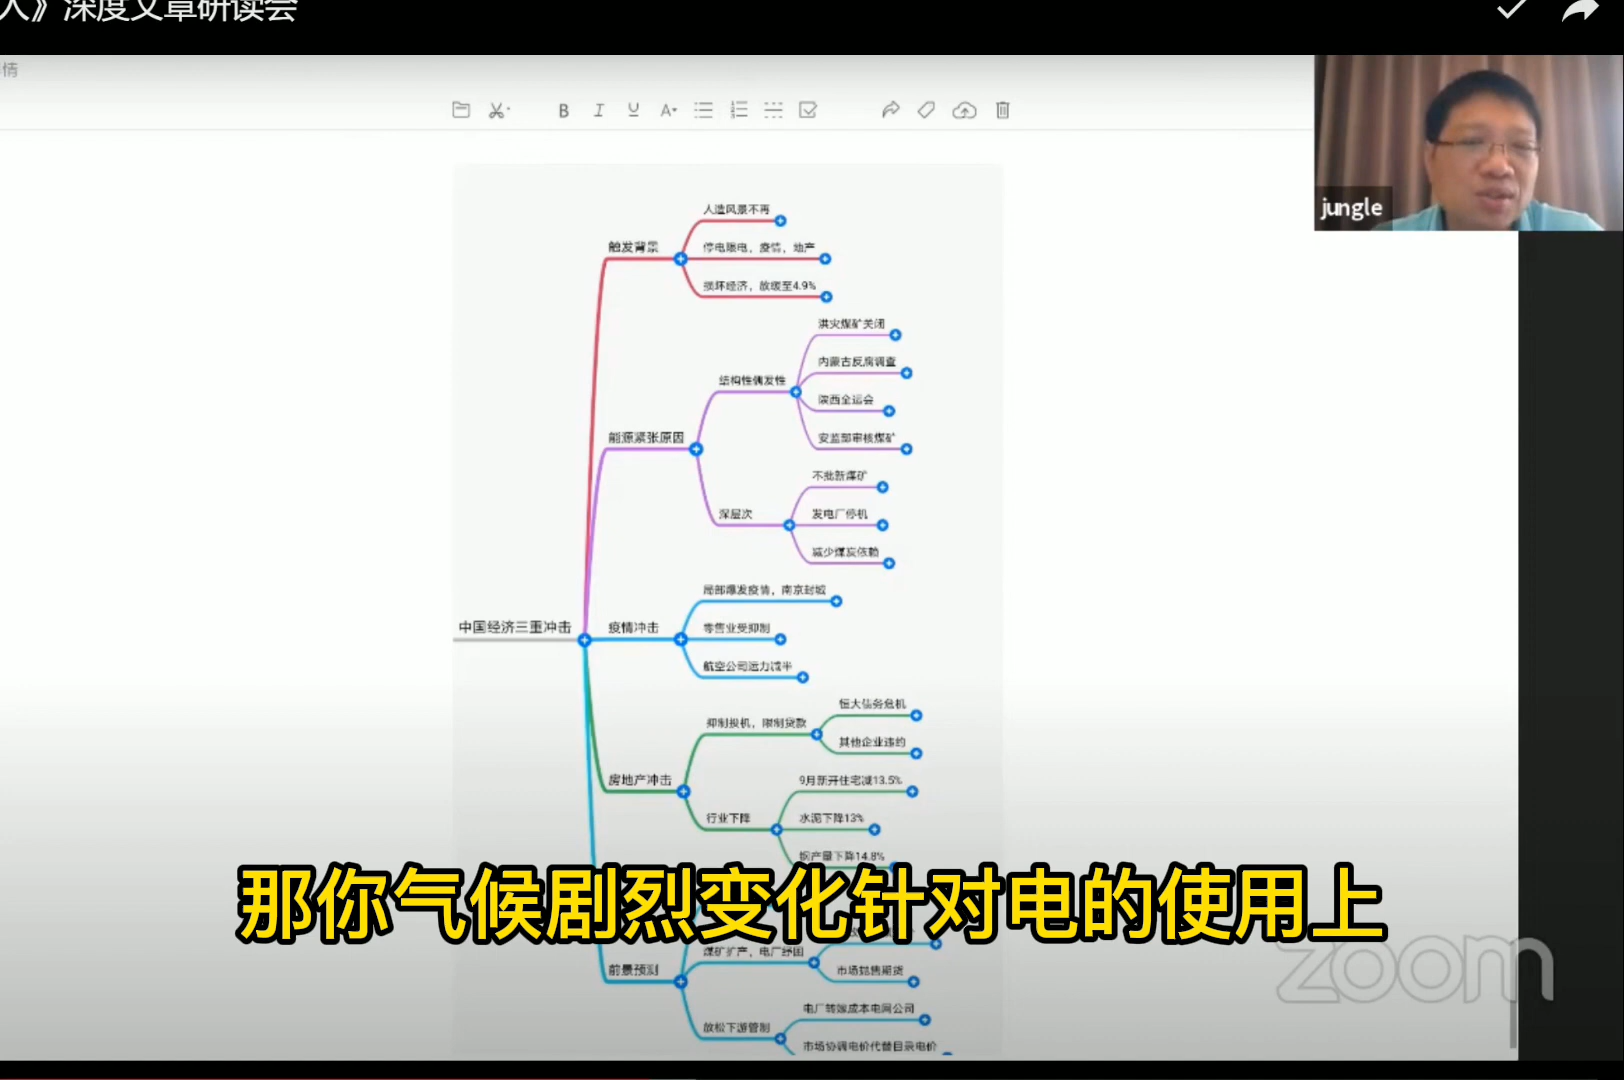 人》深度文章研读会
情
B I U A
jungle
人造风景不再
触发背景
停电限电，疫情，地产
损坏经济，放缓至4.9%
洪灾煤矿关闭
内蒙古反腐调查
结构性偶发性
陕西全运会
能源紧张原因
安监部审核煤矿
不批新煤矿
深层次
发电厂停机
减少煤炭依赖
局部爆发疫情，南京封城
中国经济三重冲击
疫情冲击
零售业受抑制
航空公司运力减半
恒大债务危机
抑制投机，限制贷款
其他企业违约
房地产冲击
9月新开住宅减13.5%
行业下降
水泥下降13%
钢产量下降14.8%
那你气候剧烈变化针对电的使用上
煤矿扩产，电厂纾困
前景预测
市场销售期货
电厂转嫁成本电网公司
放松下游管制
市场协调电价代替目录电价
zoom